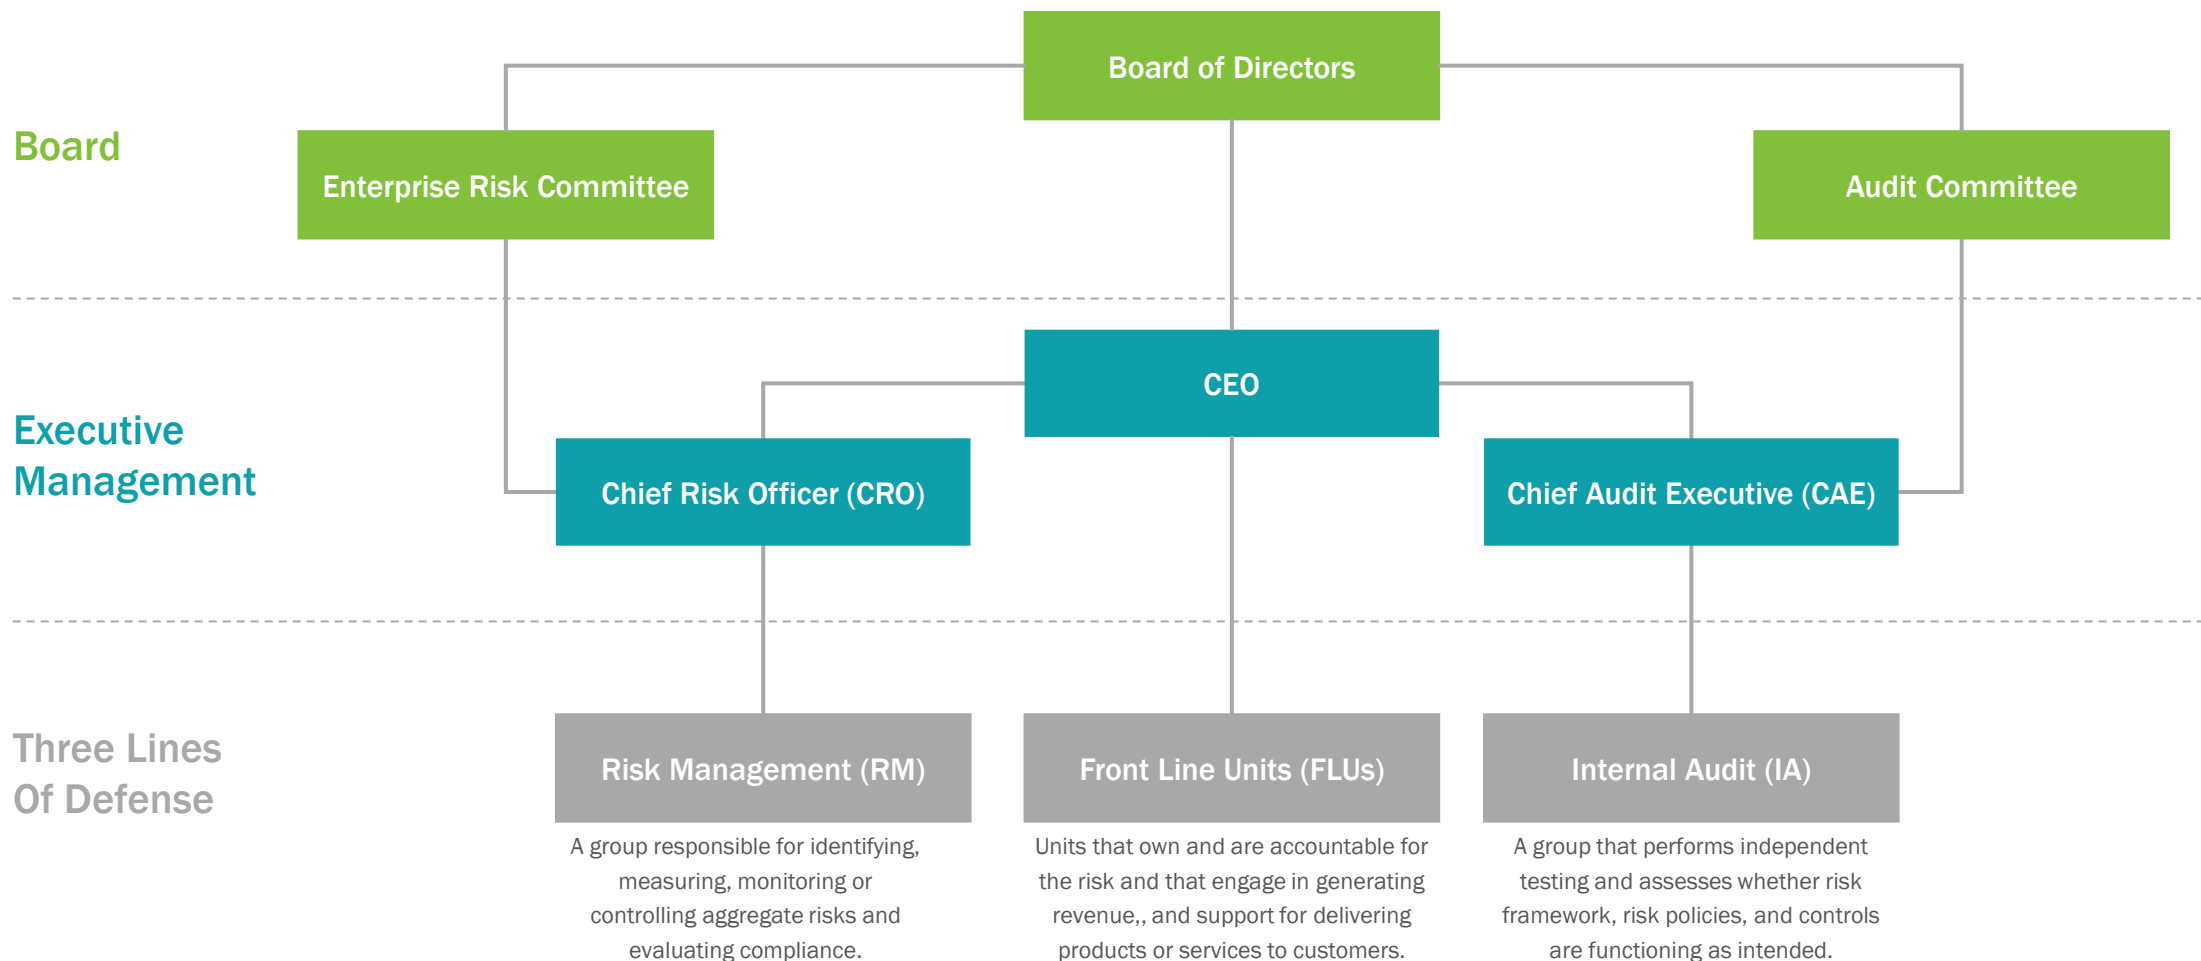 Board of Directors
Board
Enterprise Risk Committee
Audit Committee
CEO
Executive
Management
Chief Risk Officer (CRO)
Chief Audit Executive (CAE)
Three Lines
Of Defense
Risk Management (RM)
A group responsible for identifying,
measuring, monitoring or
controlling aggregate risks and
evaluating compliance.
Front Line Units (FLUs)
Units that own and are accountable for
the risk and that engage in generating
revenue,, and support for delivering
products or services to customers.
Internal Audit (IA)
A group that performs independent
testing and assesses whether risk
framework, risk policies, and controls
are functioning as intended.